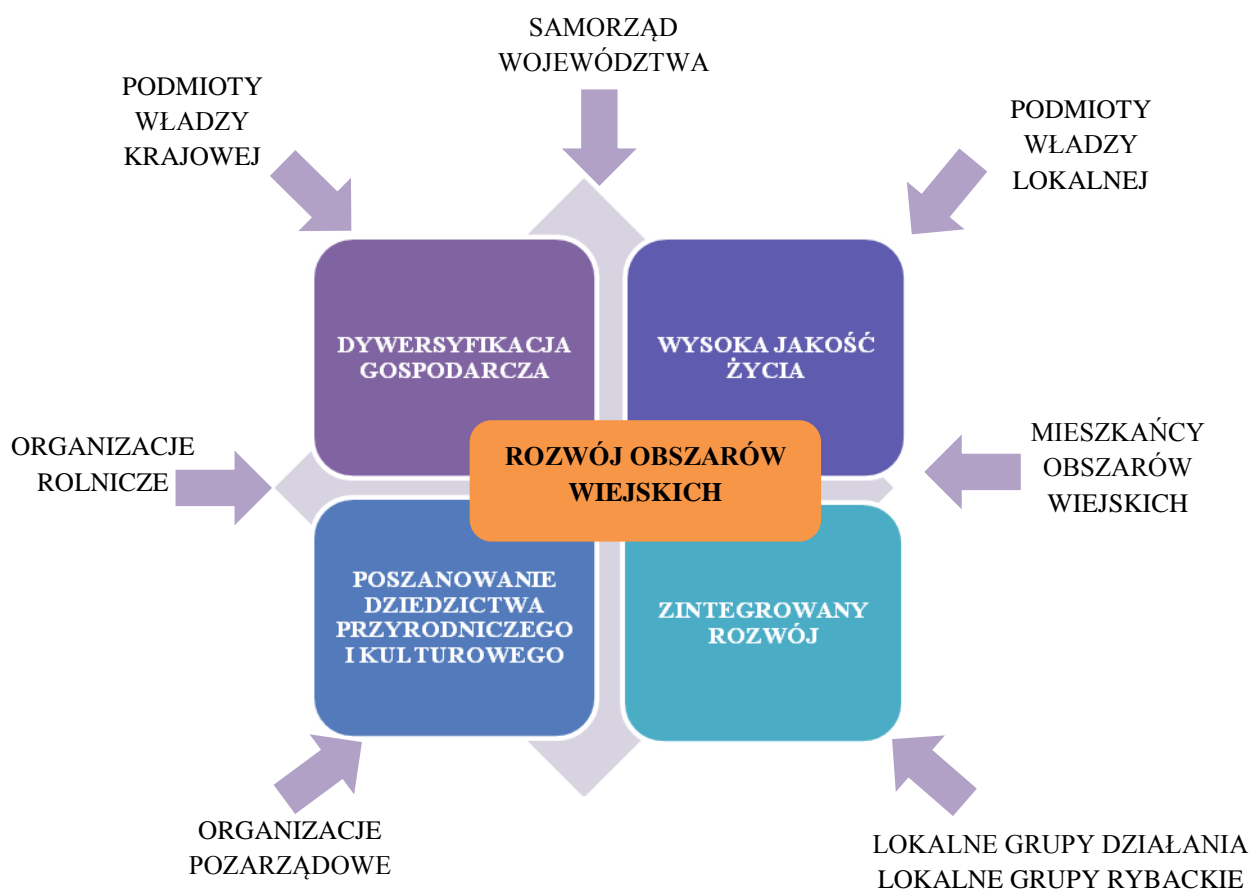 SAMORZĄD
WOJEWÓDZTWA
PODMIOTY
WŁADZY
KRAJOWEJ
PODMIOTY
WŁADZY
LOKALNEJ
DYWERSYFIKACJA
GOSPODARCZA
WYSOKA JAKOŚĆ
ŻYCIA
ORGANIZACJE
ROLNICZE
ROZWÓJ OBSZARÓW
WIEJSKICH
MIESZKAŃCY
OBSZARÓW
WIEJSKICH
POSZANOWANIE
DZIEDZICTWA
PRZYRODNICZEGO
I KULTUROWEGO
ZINTEGROWANY
ROZWÓJ
ORGANIZACJE
POZARZĄDOWE
LOKALNE GRUPY DZIAŁANIA
LOKALNE GRUPY RYBACKIE